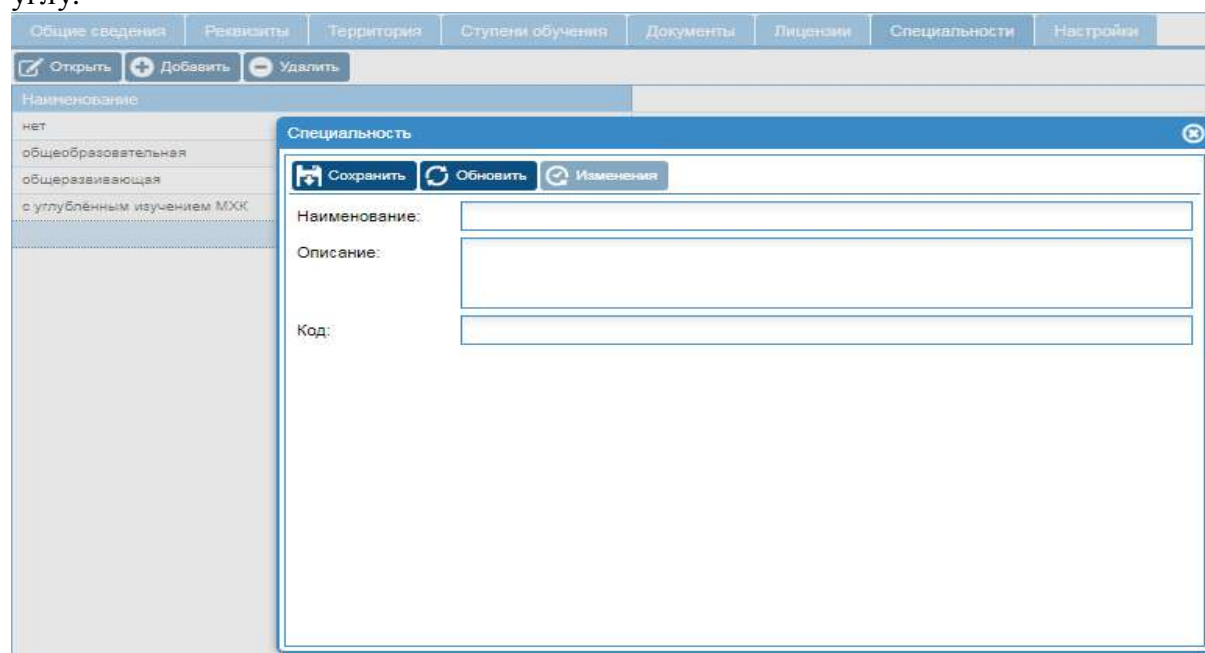 углу.
Общие сведения Реквизиты Территория Ступени обучения Документы Лицензии Специальности Настройки
Открыть Добавить Удалить
Наименование
нет
общеобразовательная
общеразвивающая
с углублённым изучением МХК
Специальность
Сохранить Обновить Изменения
Наименование:
Описание:
Код: